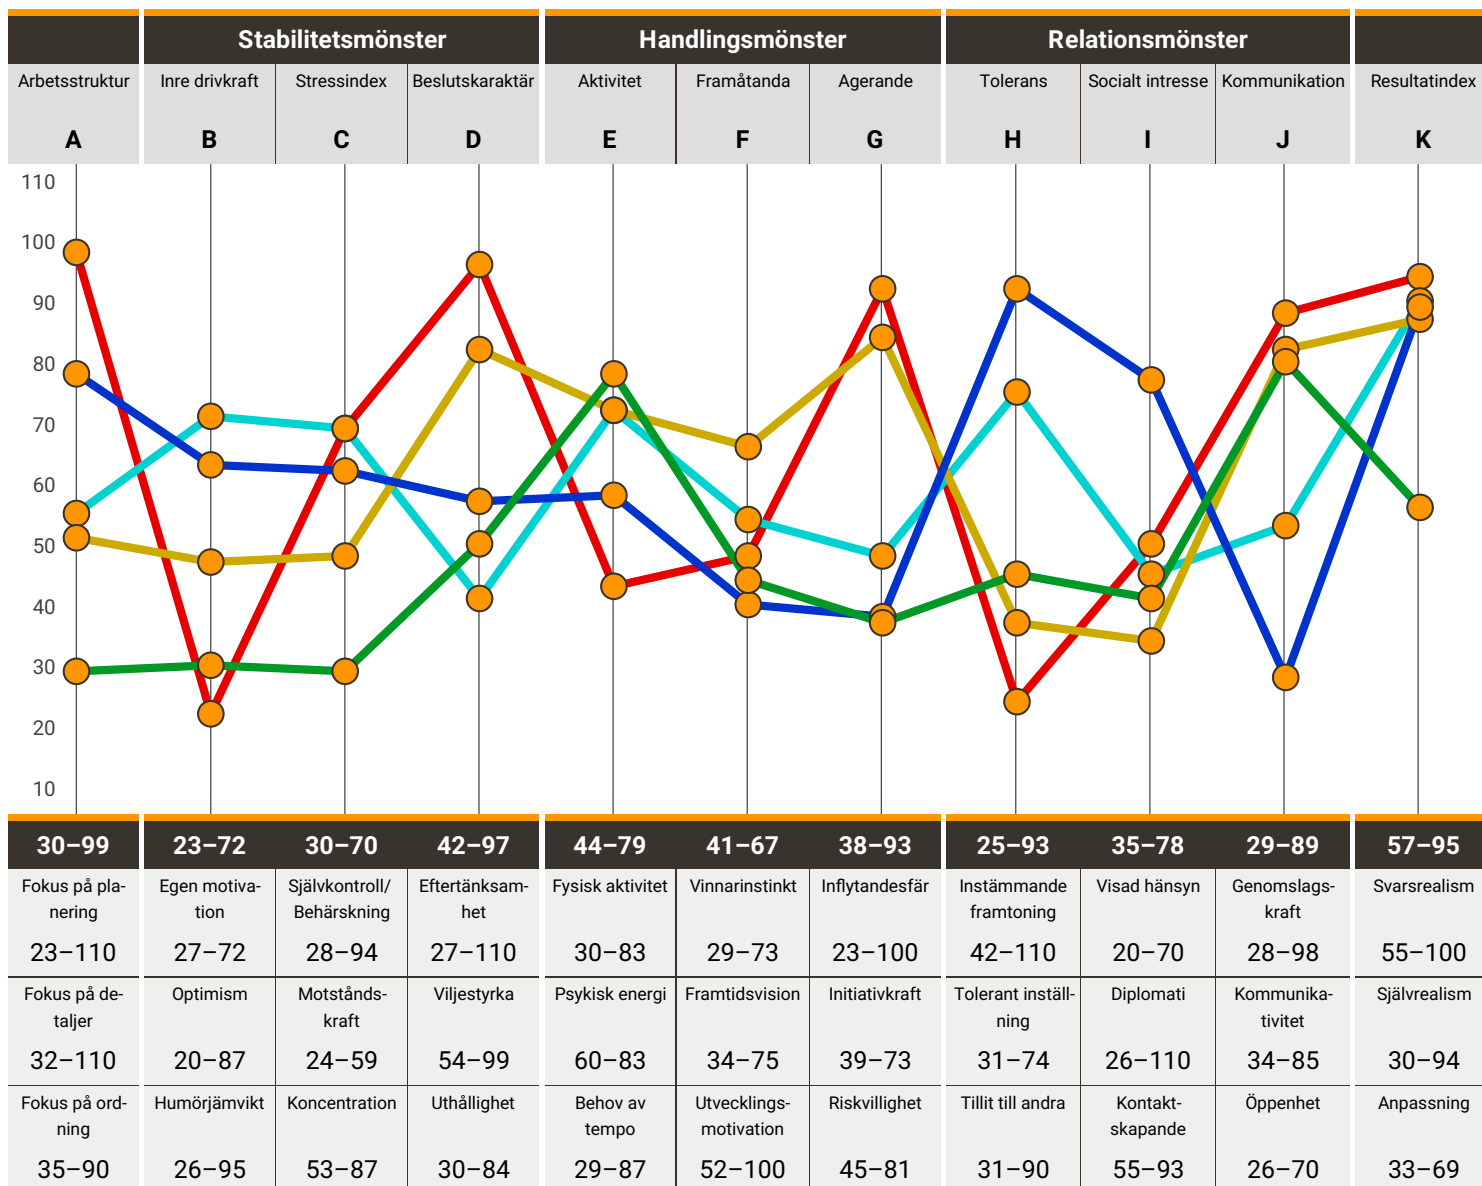 Stabilitetsmönster Handlingsmönster Relationsmönster
Arbetsstruktur Inre drivkraft Stressindex Beslutskaraktär Aktivitet Framåtanda Agerande Tolerans Socialt intresse Kommunikation Resultatindex
A B C D E F G H I J K
110
100
90
80
70
60
50
40
30
20
10
30–99 23–72 30–70 42–97 44–79 41–67 38–93 25–93 35–78 29–89 57–95
Fokus på pla- Egen motiva- Självkontroll/ Eftertänksam- Fysisk aktivitet Vinnarinstinkt Inflytandesfär Instämmande Visad hänsyn Genomslags- Svarsrealism
nering tion Behärskning het framtoning kraft
23–110 27–72 28–94 27–110 30–83 29–73 23–100 42–110 20–70 28–98 55–100
Fokus på de- Optimism Motstånds- Viljestyrka Psykisk energi Framtidsvision Initiativkraft Tolerant inställ- Diplomati Kommunika- Självrealism
taljer kraft ning tivitet
32–110 20–87 24–59 54–99 60–83 34–75 39–73 31–74 26–110 34–85 30–94
Fokus på ord- Humörjämvikt Koncentration Uthållighet Behov av Utvecklings- Riskvillighet Tillit till andra Kontakt- Öppenhet Anpassning
ning tempo motivation skapande
35–90 26–95 53–87 30–84 29–87 52–100 45–81 31–90 55–93 26–70 33–69